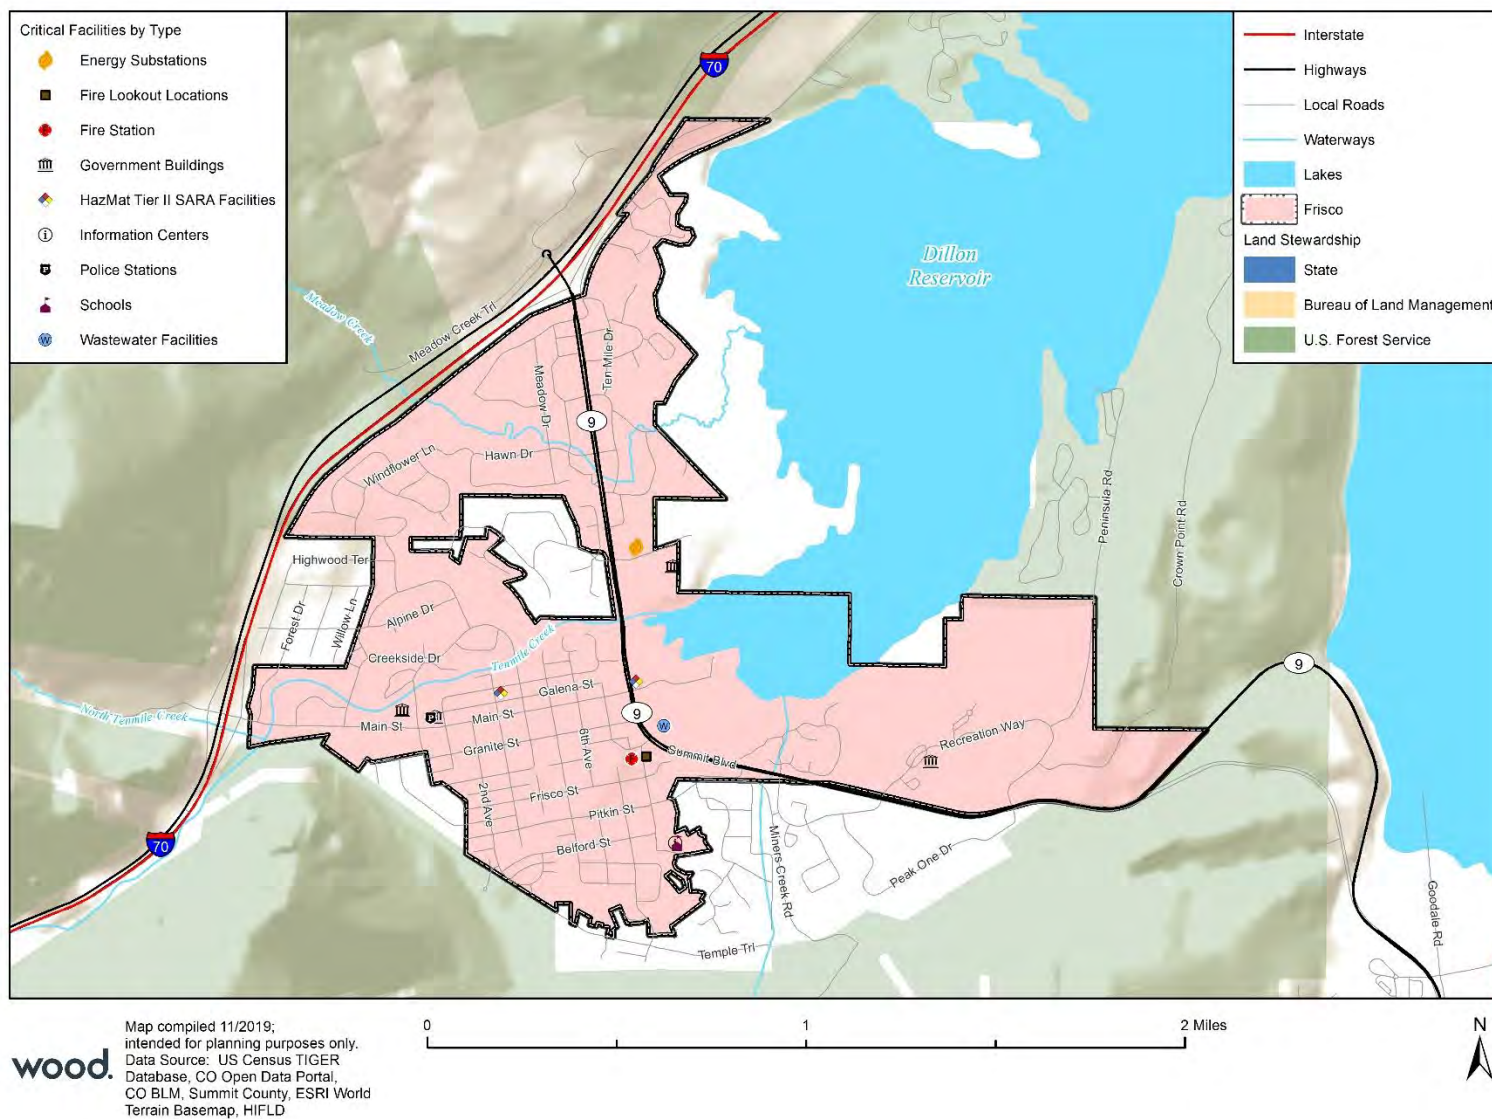 Critical Facilities by Type
Energy Substations
Fire Lookout Locations
Fire Station
Government Buildings
HazMat Tier II SARA Facilities
Information Centers
Police Stations
Schools
Wastewater Facilities
Interstate
Highways
Local Roads
Waterways
Lakes
Frisco
Land Stewardship
State
Bureau of Land Management
U.S. Forest Service
70
Dillon
Reservoir
Meadow Creek
Meadow Creek Trl
Meadow Dr
Ten Mile Dr
9
Windflower Ln
Hawn Dr
Peninsula Rd
Crown Point Rd
Highwood Ter
Forest Dr
Willow Ln
Alpine Dr
Creekside Dr
Tenmile Creek
North Tenmile Creek
Galena St
Main St
Main St
Granite St
6th Ave
9
9
Summit Blvd
Recreation Way
2nd Ave
Frisco St
Pitkin St
Belford St
Miners Creek Rd
Peak One Dr
Temple Trl
Goodale Rd
70
Map compiled 11/2019;
intended for planning purposes only.
Data Source: US Census TIGER
Database, CO Open Data Portal,
CO BLM, Summit County, ESRI World
Terrain Basemap, HIFLD
wood.
0
1
2 Miles
N